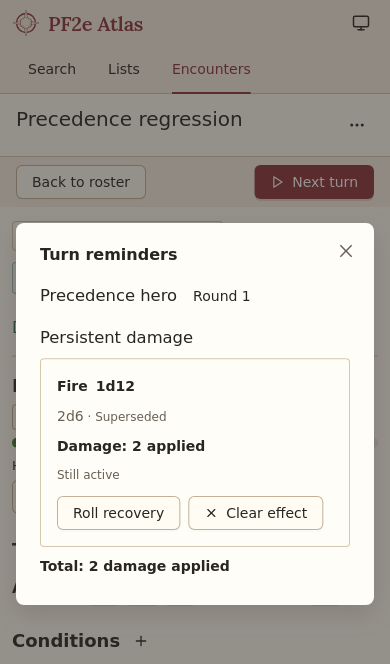 PF2e Atlas
Search Lists Encounters
Precedence regression
Back to roster Next turn
Turn reminders
Precedence hero Round 1
Persistent damage
Fire 1d12
2d6 · Superseded
Damage: 2 applied
Still active
Roll recovery Clear effect
Total: 2 damage applied
Conditions